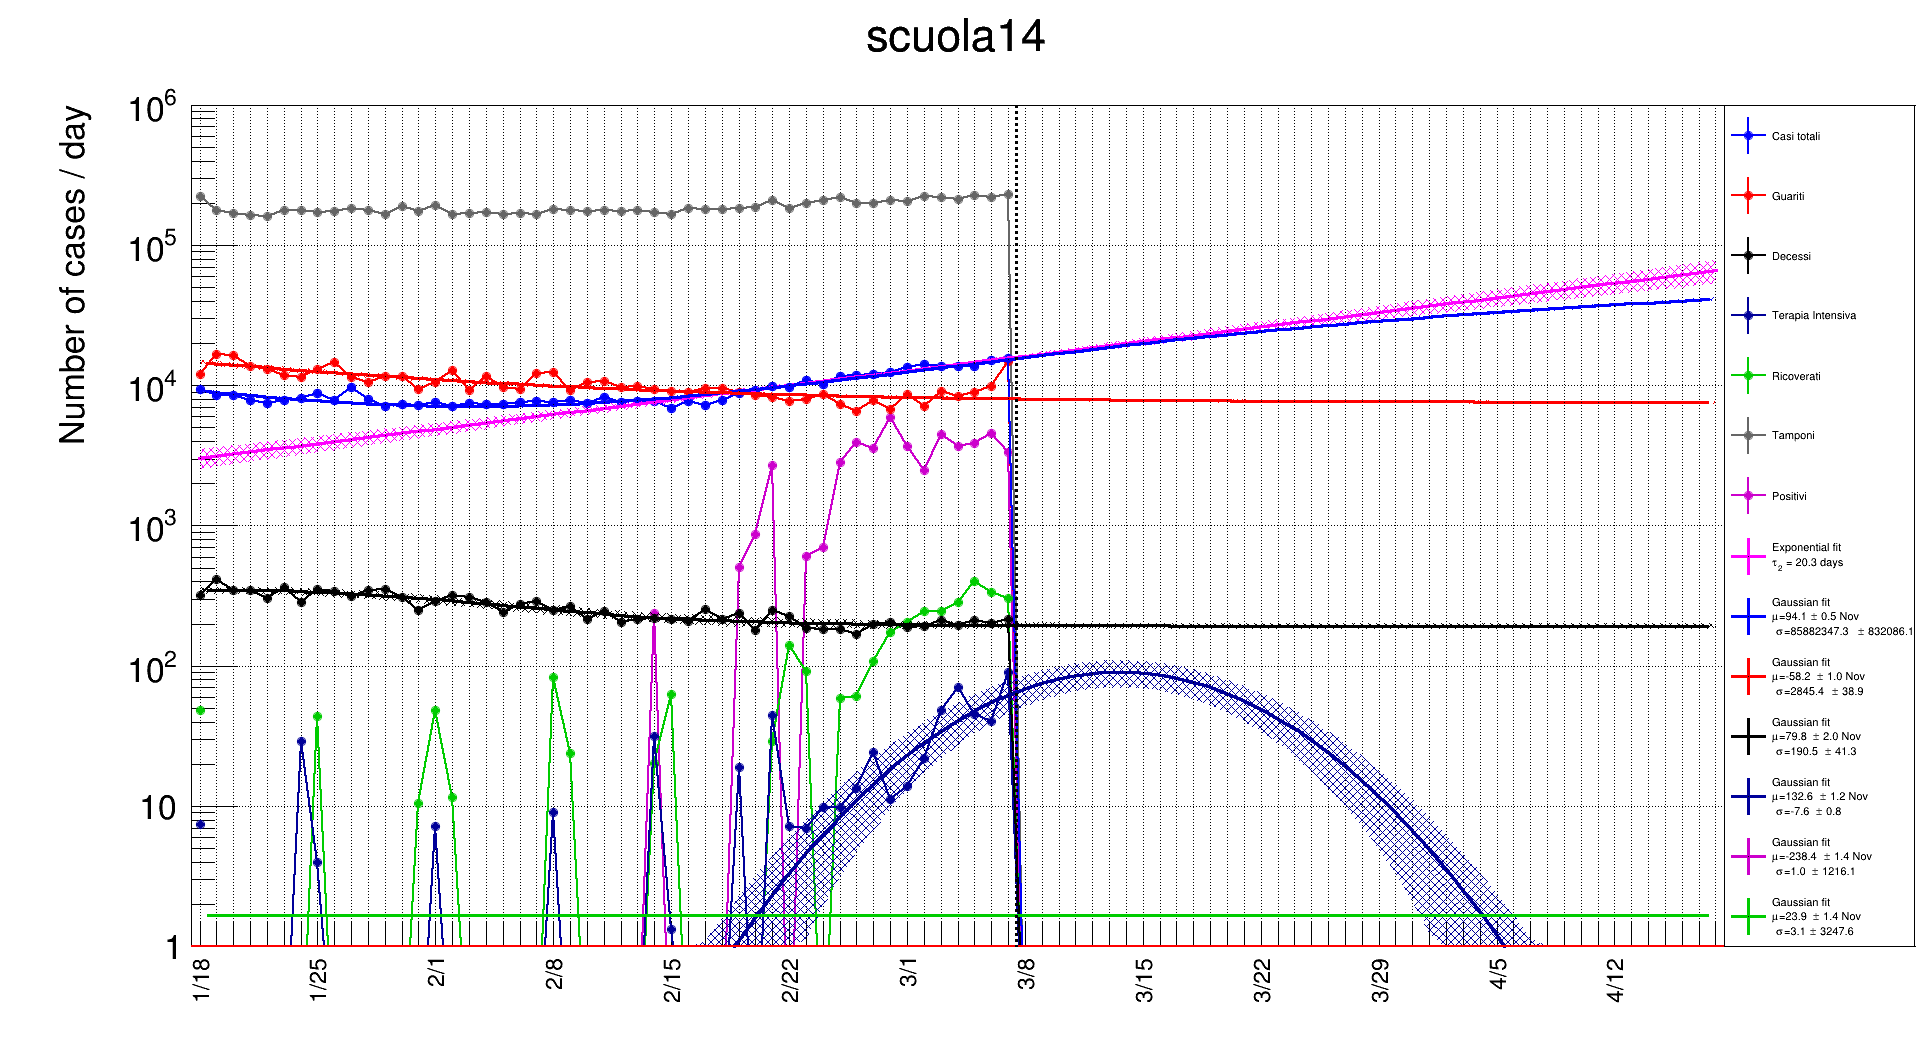 scuola14
Number of cases / day
10^6
10^5
10^4
10^3
10^2
10
1
1/18
1/25
2/1
2/8
2/15
2/22
3/1
3/8
3/15
3/22
3/29
4/5
4/12
Casi totali
Guariti
Decessi
Terapia Intensiva
Ricoverati
Tamponi
Positivi
Exponential fit
τ_2 = 20.3 days
Gaussian fit
μ=94.1 ± 0.5 Nov
σ=85882347.3 ± 832086.1
Gaussian fit
μ=-58.2 ± 1.0 Nov
σ=2845.4 ± 38.9
Gaussian fit
μ=79.8 ± 2.0 Nov
σ=190.5 ± 41.3
Gaussian fit
μ=132.6 ± 1.2 Nov
σ=-7.6 ± 0.8
Gaussian fit
μ=-238.4 ± 1.4 Nov
σ=1.0 ± 1216.1
Gaussian fit
μ=23.9 ± 1.4 Nov
σ=3.1 ± 3247.6